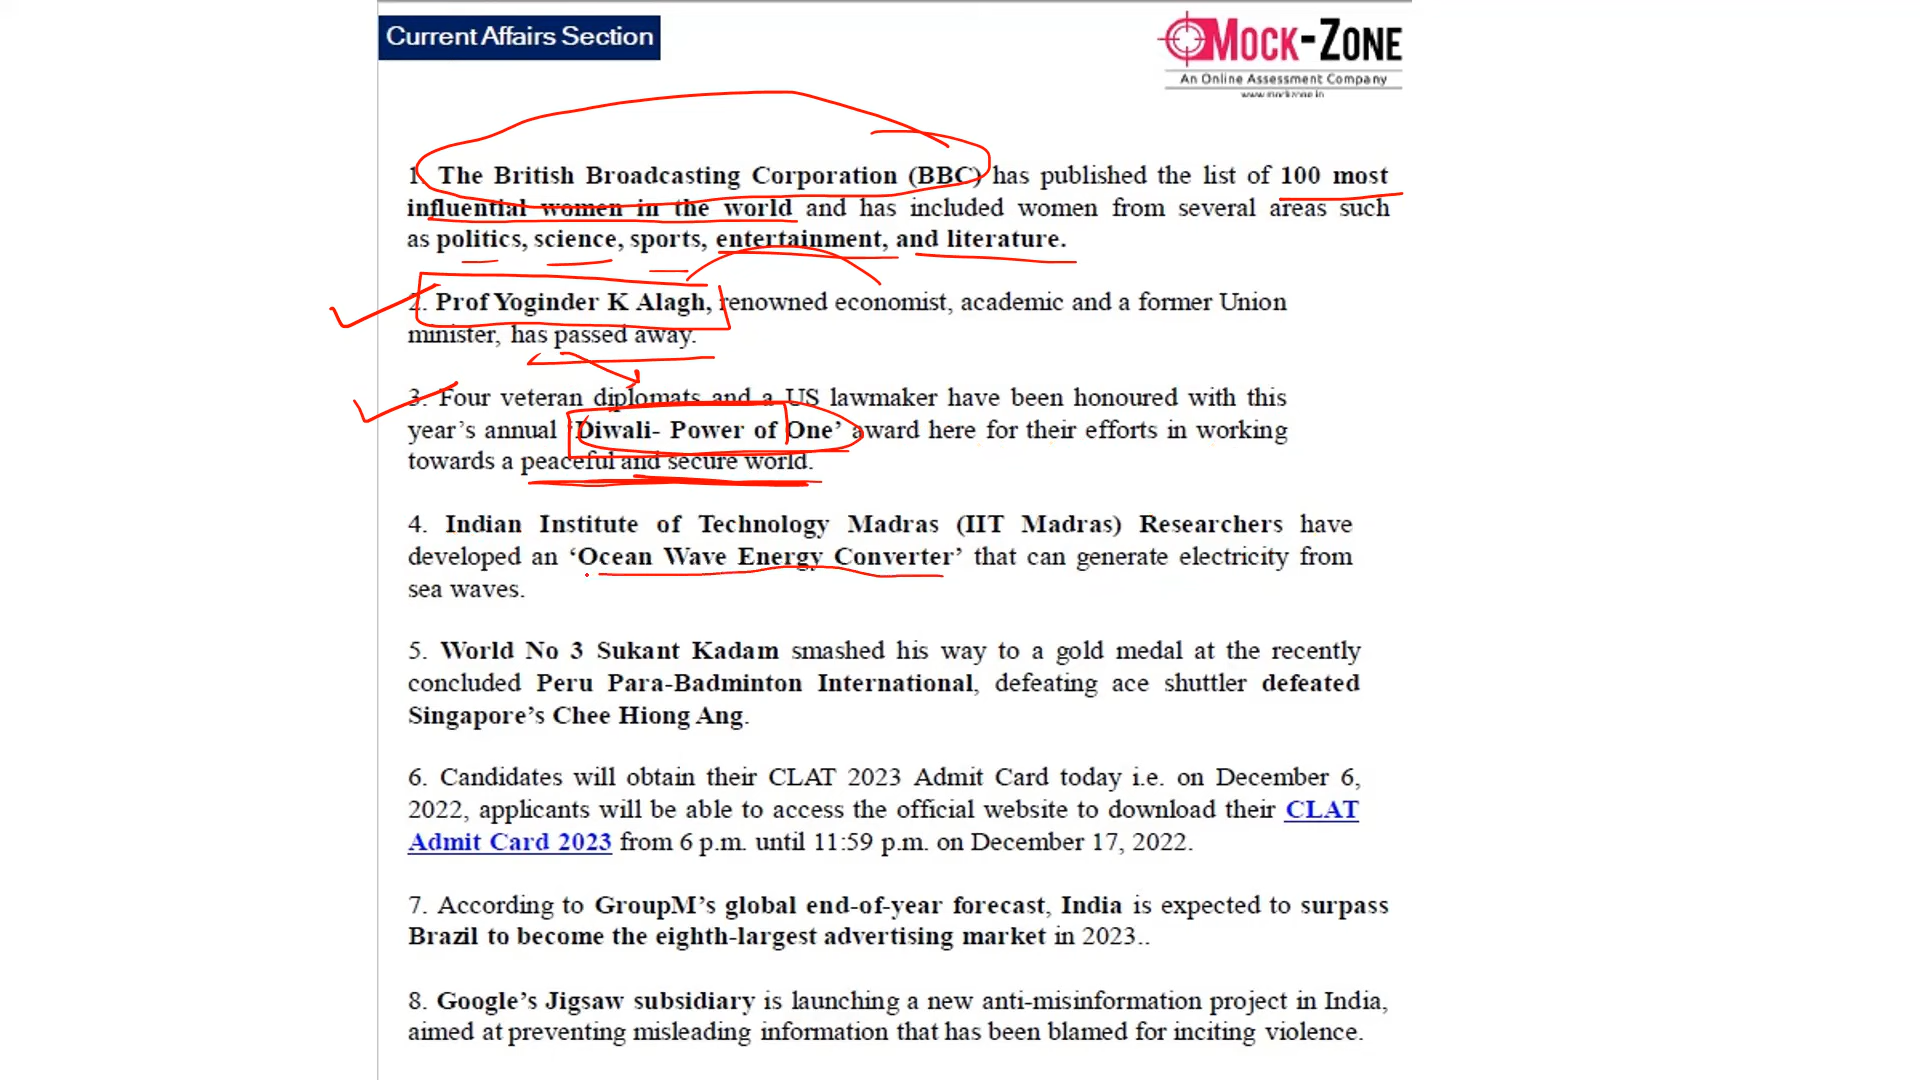 Current Affairs Section
MOCK-ZONE
An Online Assessment Company
www.mockzone.in
1. The British Broadcasting Corporation (BBC) has published the list of 100 most
influential women in the world and has included women from several areas such
as politics, science, sports, entertainment, and literature.
2. Prof Yoginder K Alagh, renowned economist, academic and a former Union
minister, has passed away.
3. Four veteran diplomats and a US lawmaker have been honoured with this
year’s annual ‘Diwali- Power of One’ award here for their efforts in working
towards a peaceful and secure world.
4. Indian Institute of Technology Madras (IIT Madras) Researchers have
developed an ‘Ocean Wave Energy Converter’ that can generate electricity from
sea waves.
5. World No 3 Sukant Kadam smashed his way to a gold medal at the recently
concluded Peru Para-Badminton International, defeating ace shuttler defeated
Singapore’s Chee Hiong Ang.
6. Candidates will obtain their CLAT 2023 Admit Card today i.e. on December 6,
2022, applicants will be able to access the official website to download their CLAT
Admit Card 2023 from 6 p.m. until 11:59 p.m. on December 17, 2022.
7. According to GroupM’s global end-of-year forecast, India is expected to surpass
Brazil to become the eighth-largest advertising market in 2023..
8. Google’s Jigsaw subsidiary is launching a new anti-misinformation project in India,
aimed at preventing misleading information that has been blamed for inciting violence.